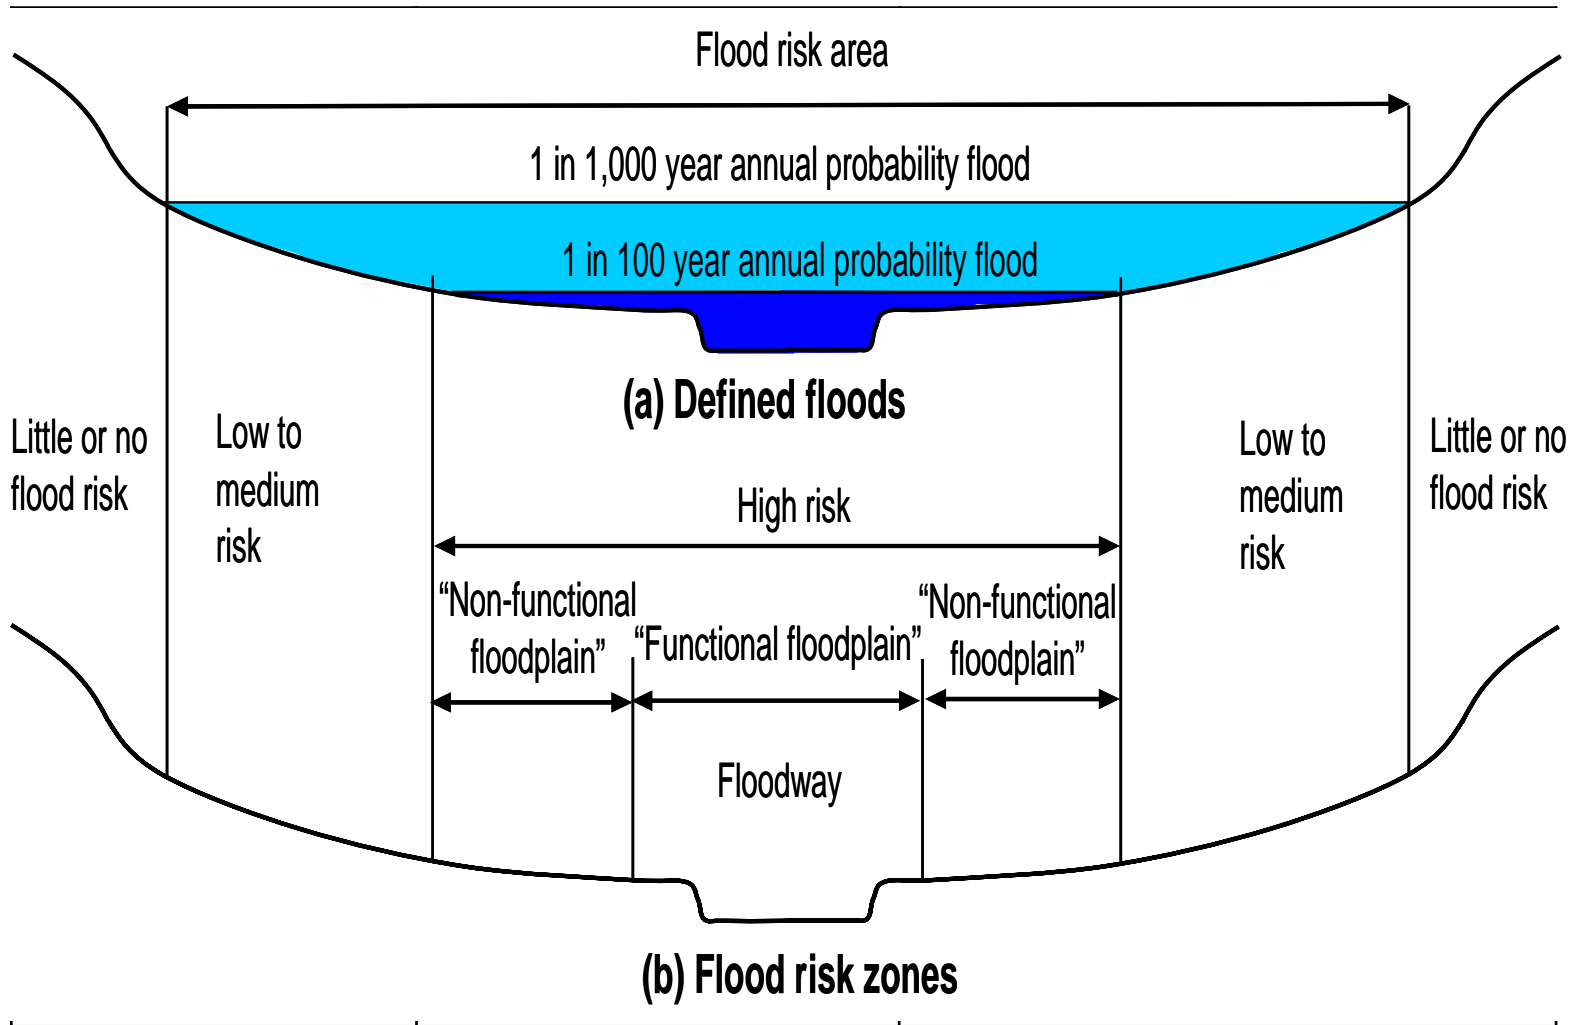 Flood risk area
1 in 1,000 year annual probability flood
1 in 100 year annual probability flood
(a) Defined floods
Little or no
flood risk
Low to
medium
risk
High risk
Low to
medium
risk
Little or no
flood risk
“Non-functional
floodplain”
“Functional floodplain”
“Non-functional
floodplain”
Floodway
(b) Flood risk zones